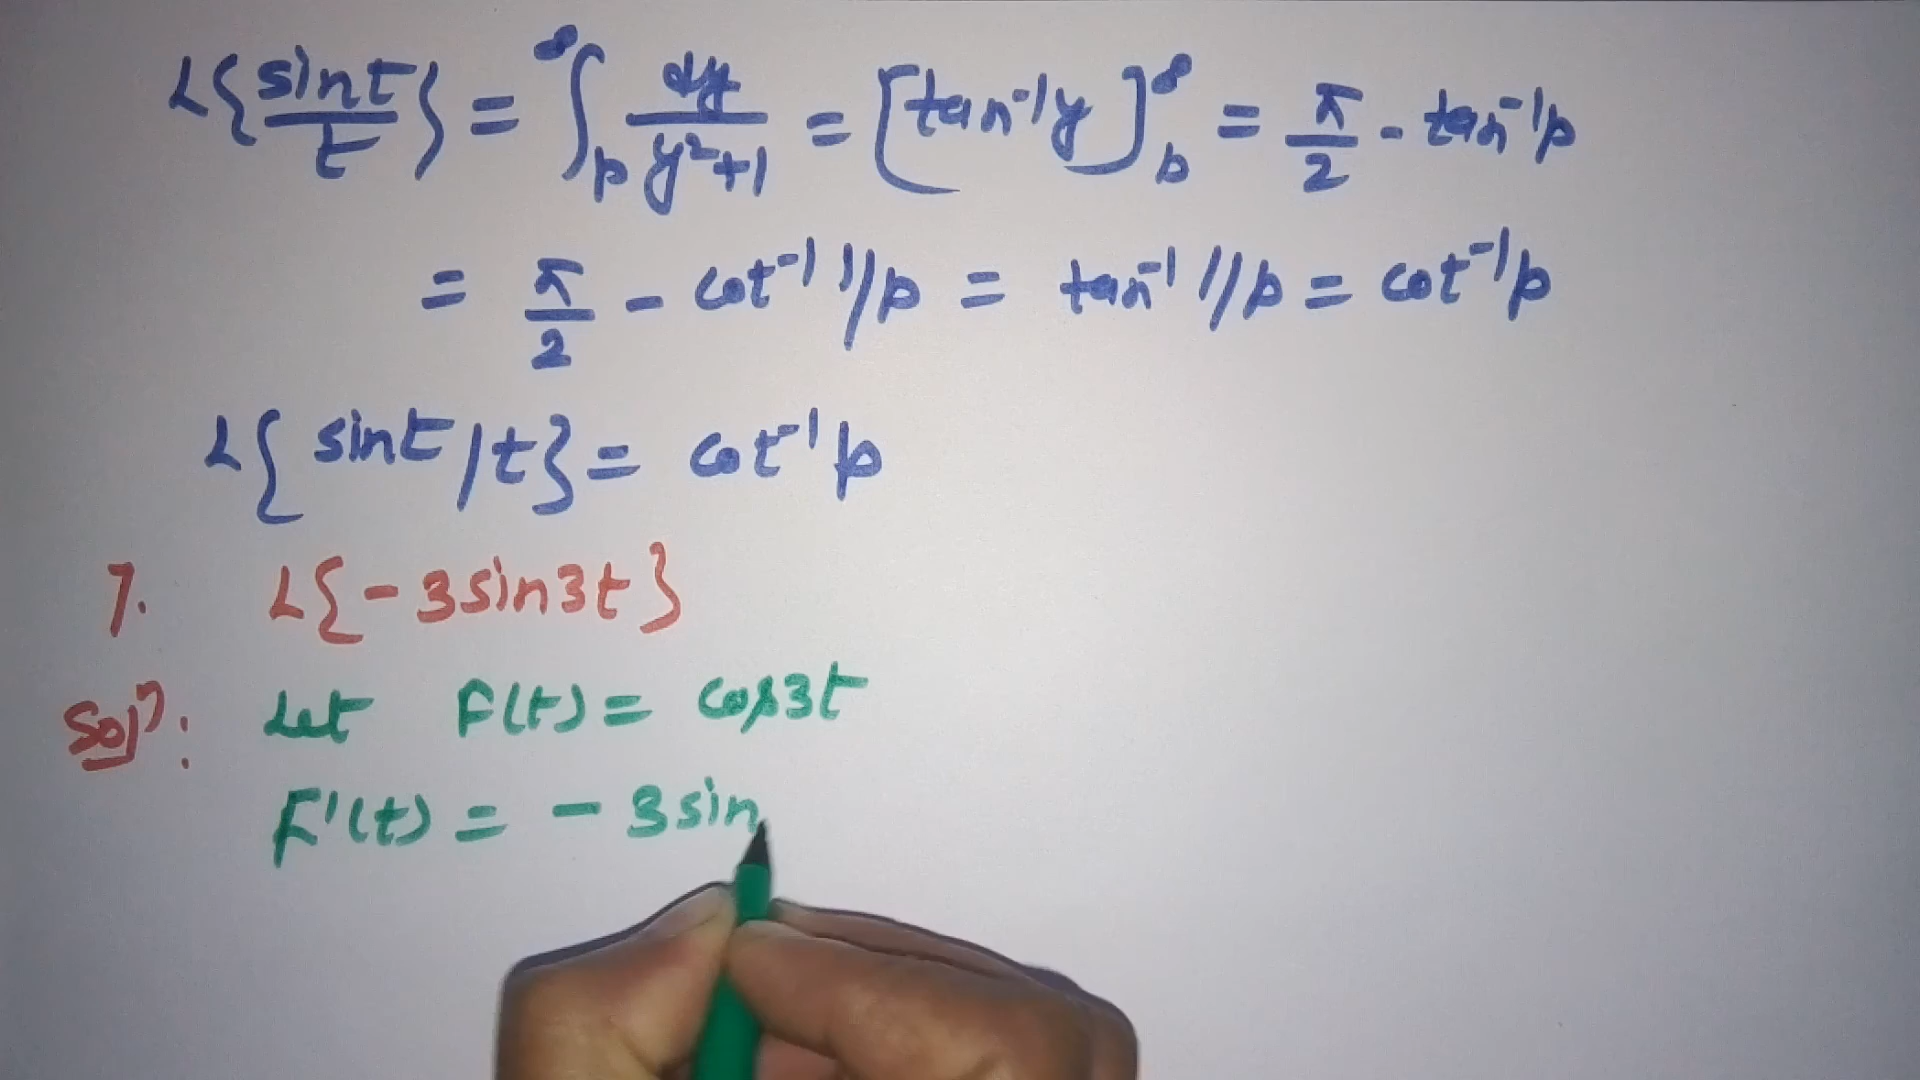 L{sint/t} = ∫_p^∞ dy/y²+1 = [tan⁻¹y]_p^∞ = π/2 - tan⁻¹p
= π/2 - cot⁻¹ 1/p = tan⁻¹ 1/p = cot⁻¹p
L{sint/t} = cot⁻¹p
7. L{-3sin3t}
Solⁿ: Let F(t) = cos3t
F'(t) = - 3sin